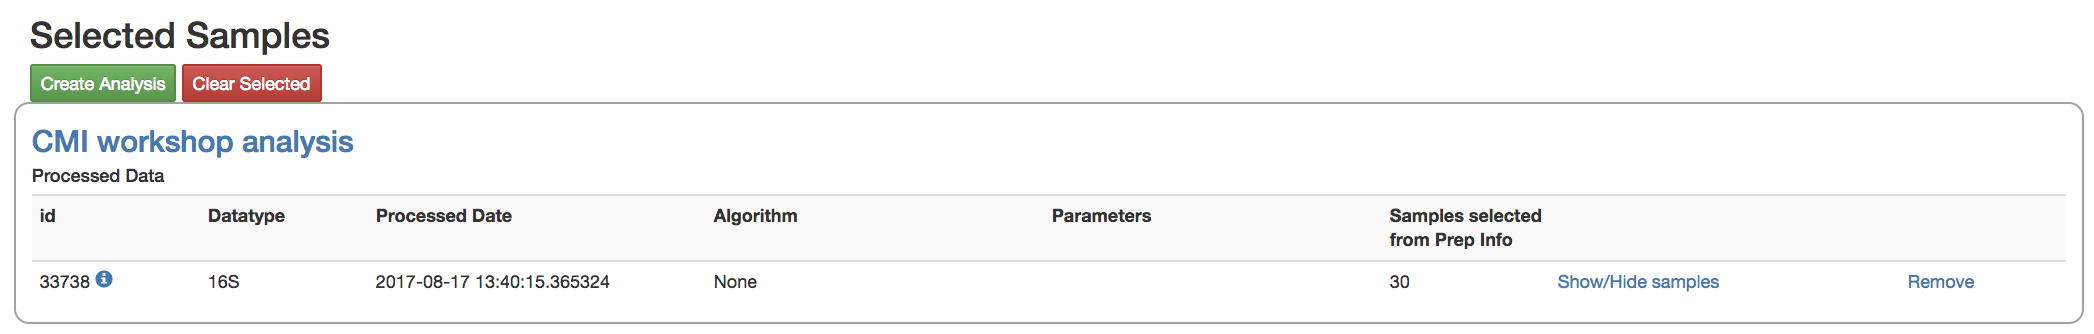 Selected Samples
Create Analysis Clear Selected
CMI workshop analysis
Processed Data
id Datatype Processed Date Algorithm Parameters Samples selected
from Prep Info
33738 16S 2017-08-17 13:40:15.365324 None 30 Show/Hide samples Remove